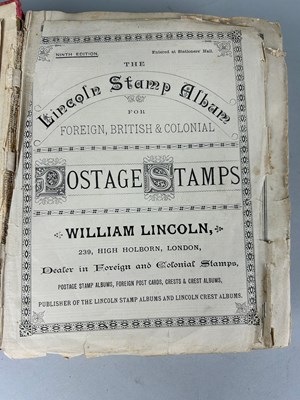 NINTH EDITION.
Entered at Stationers' Hall.
THE
Lincoln Stamp Album
FOR
FOREIGN, BRITISH & COLONIAL
POSTAGE STAMPS
WILLIAM LINCOLN,
239, HIGH HOLBORN, LONDON,
Dealer in Foreign and Colonial Stamps,
POSTAGE STAMP ALBUMS, FOREIGN POST CARDS, CRESTS & CREST ALBUMS,
PUBLISHER OF THE LINCOLN STAMP ALBUMS AND LINCOLN CREST ALBUMS.